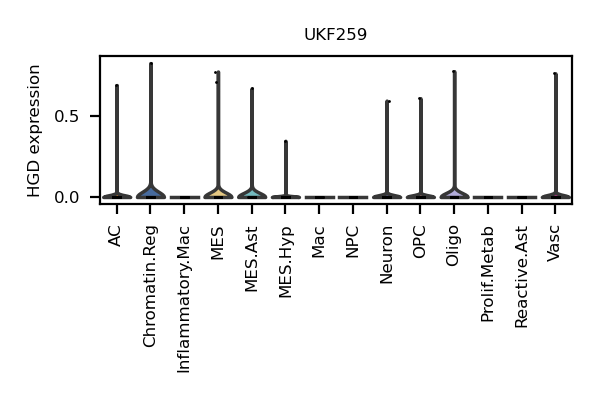 UKF259
HGD expression
0.5
0.0
AC
Chromatin.Reg
Inflammatory.Mac
MES
MES.Ast
MES.Hyp
Mac
NPC
Neuron
OPC
Oligo
Prolif.Metab
Reactive.Ast
Vasc